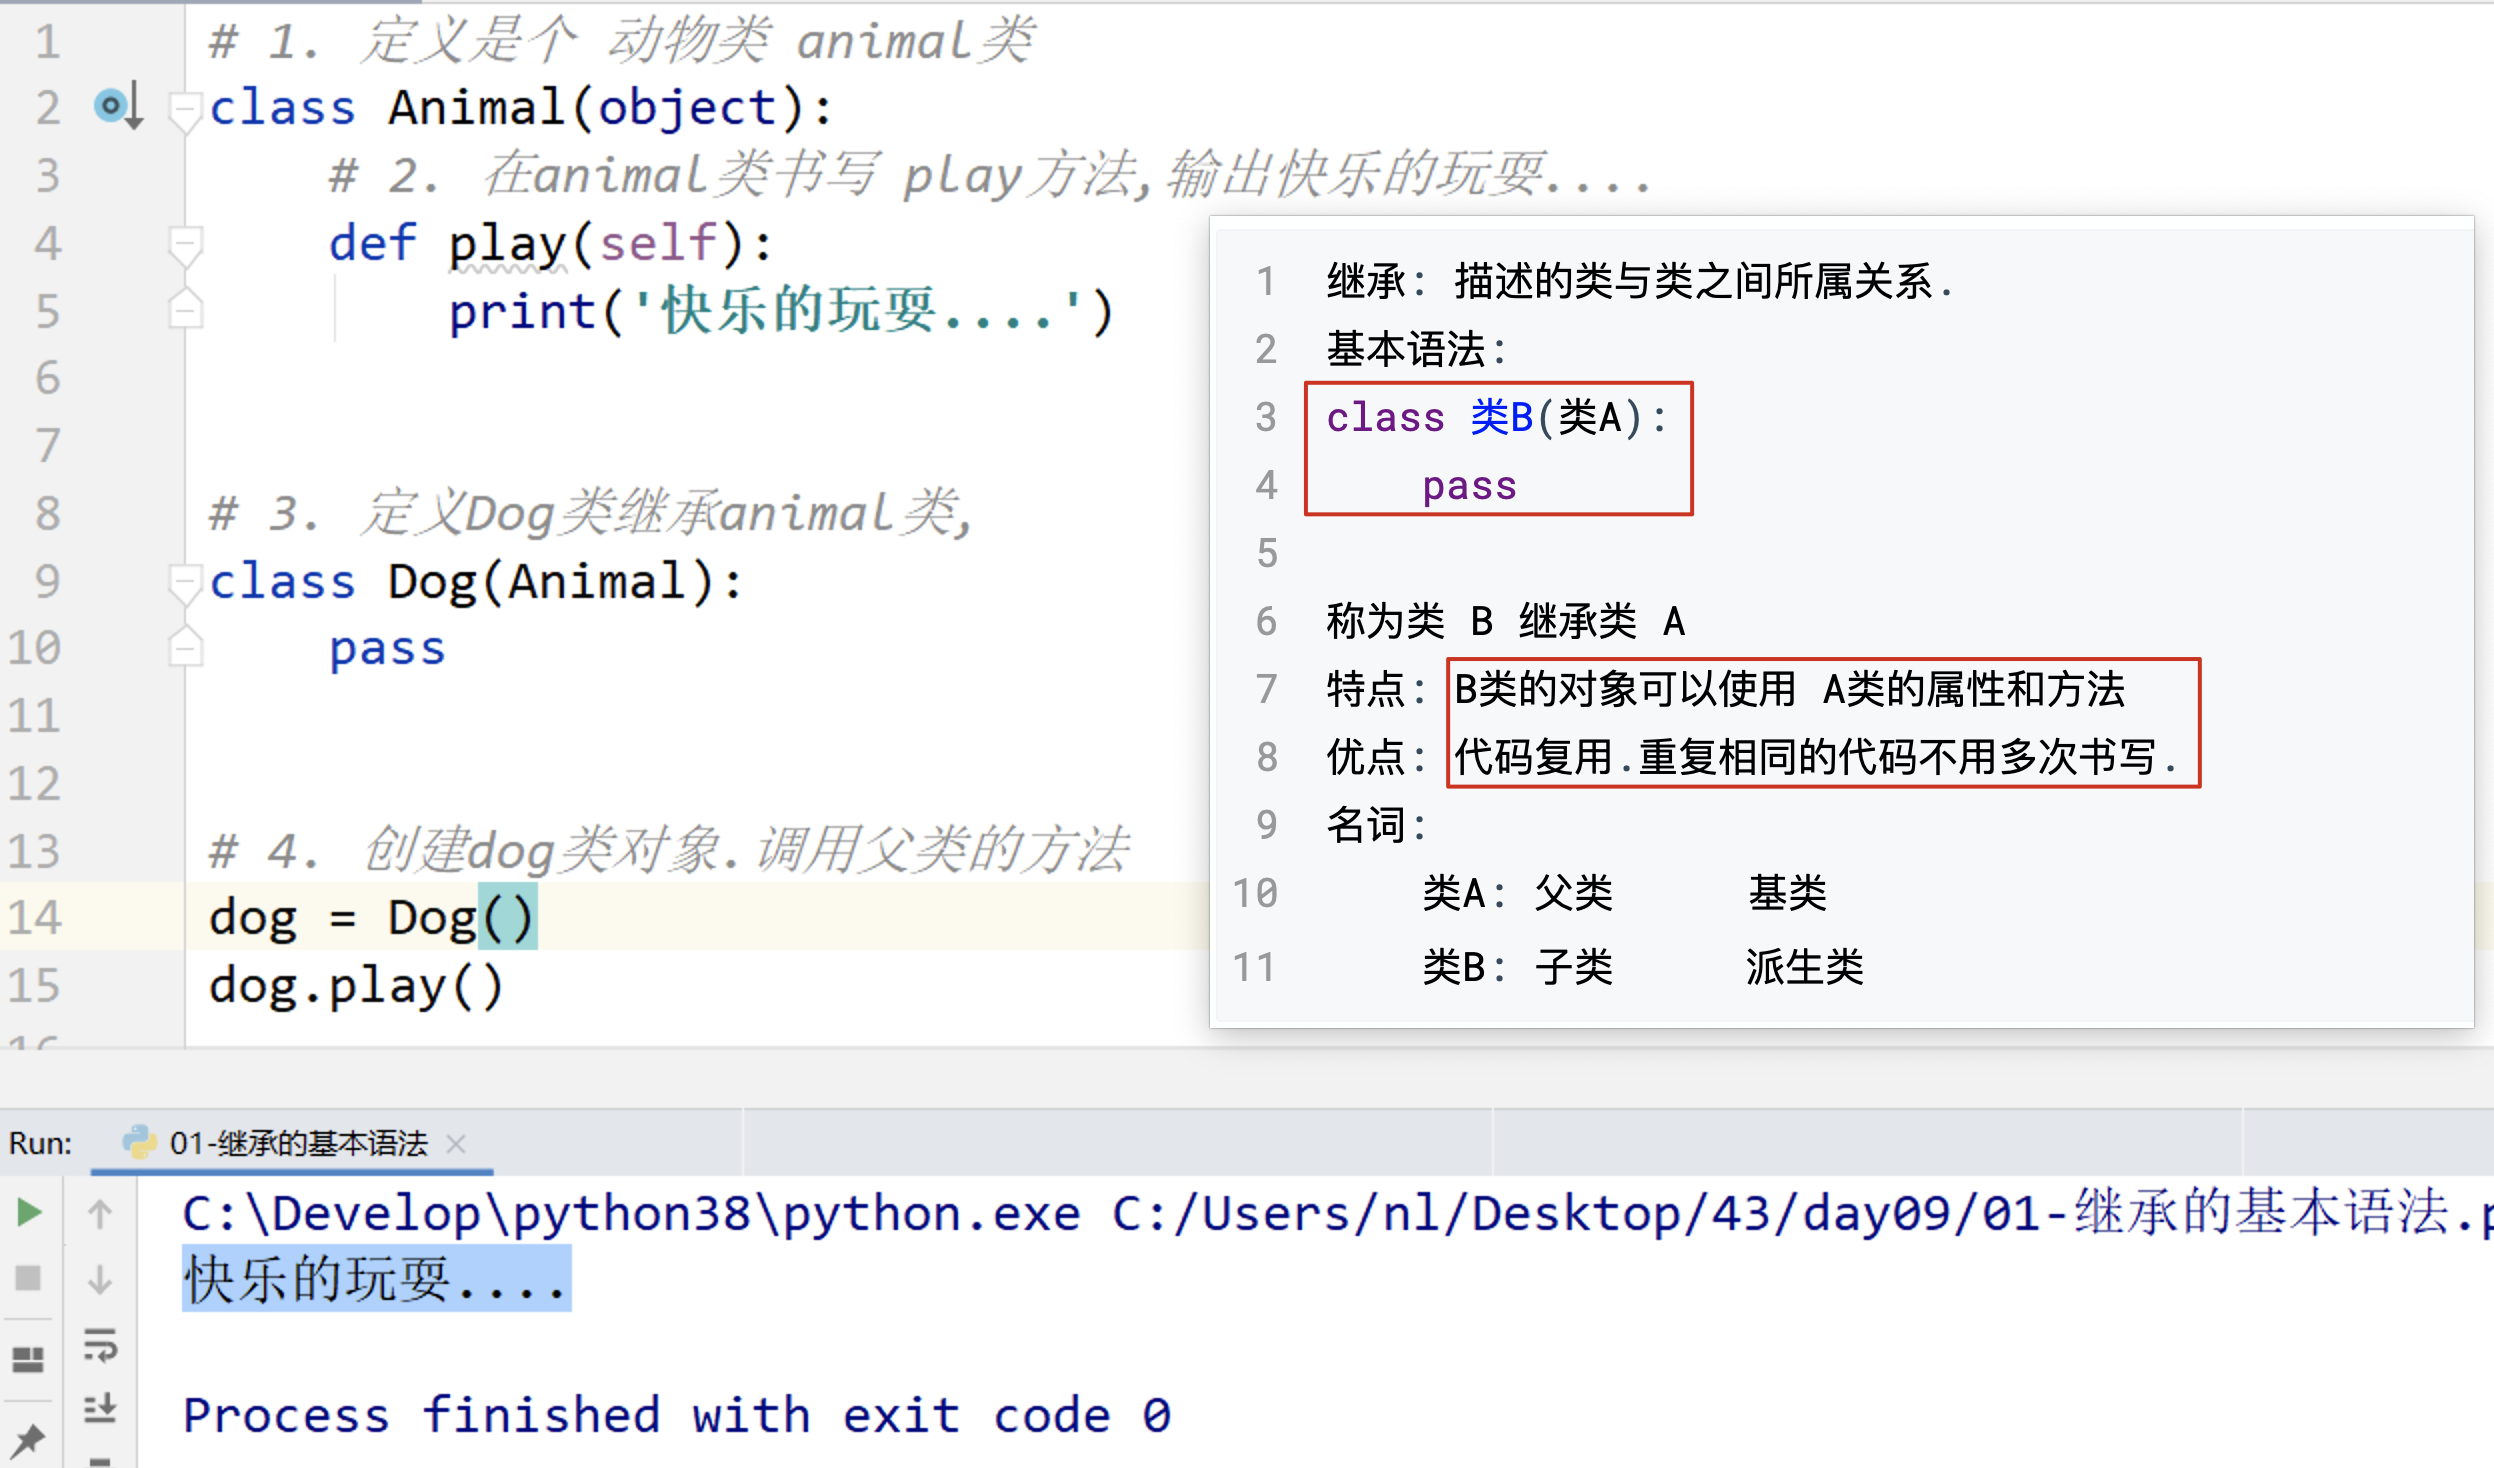 1 # 1. 定义是个 动物类 animal类
2 class Animal(object):
3 # 2. 在animal类书写 play方法,输出快乐的玩耍....
4 def play(self):
5 print('快乐的玩耍....')
6
7
8 # 3. 定义Dog类继承animal类,
9 class Dog(Animal):
10 pass
11
12
13 # 4. 创建dog类对象.调用父类的方法
14 dog = Dog()
15 dog.play()
16
1 继承: 描述的类与类之间所属关系.
2 基本语法:
3 class 类B(类A):
4 pass
5
6 称为类 B 继承类 A
7 特点: B类的对象可以使用 A类的属性和方法
8 优点: 代码复用.重复相同的代码不用多次书写.
9 名词:
10 类A: 父类 基类
11 类B: 子类 派生类
Run: 01-继承的基本语法
C:\Develop\python38\python.exe C:/Users/nl/Desktop/43/day09/01-继承的基本语法.p
快乐的玩耍....
Process finished with exit code 0